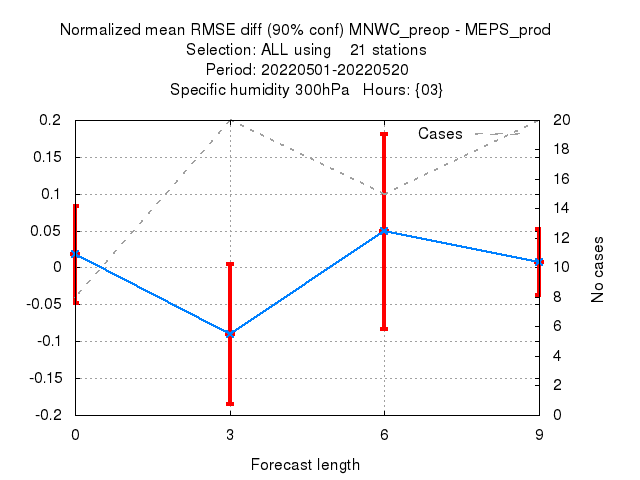 Normalized mean RMSE diff (90% conf) MNWC_preop - MEPS_prod
Selection: ALL using    21 stations
Period: 20220501-20220520
Specific humidity 300hPa   Hours: {03}
Cases
0.2
0.15
0.1
0.05
0
-0.05
-0.1
-0.15
-0.2
20
18
16
14
12
10
8
6
4
2
0
No cases
0 3 6 9
Forecast length